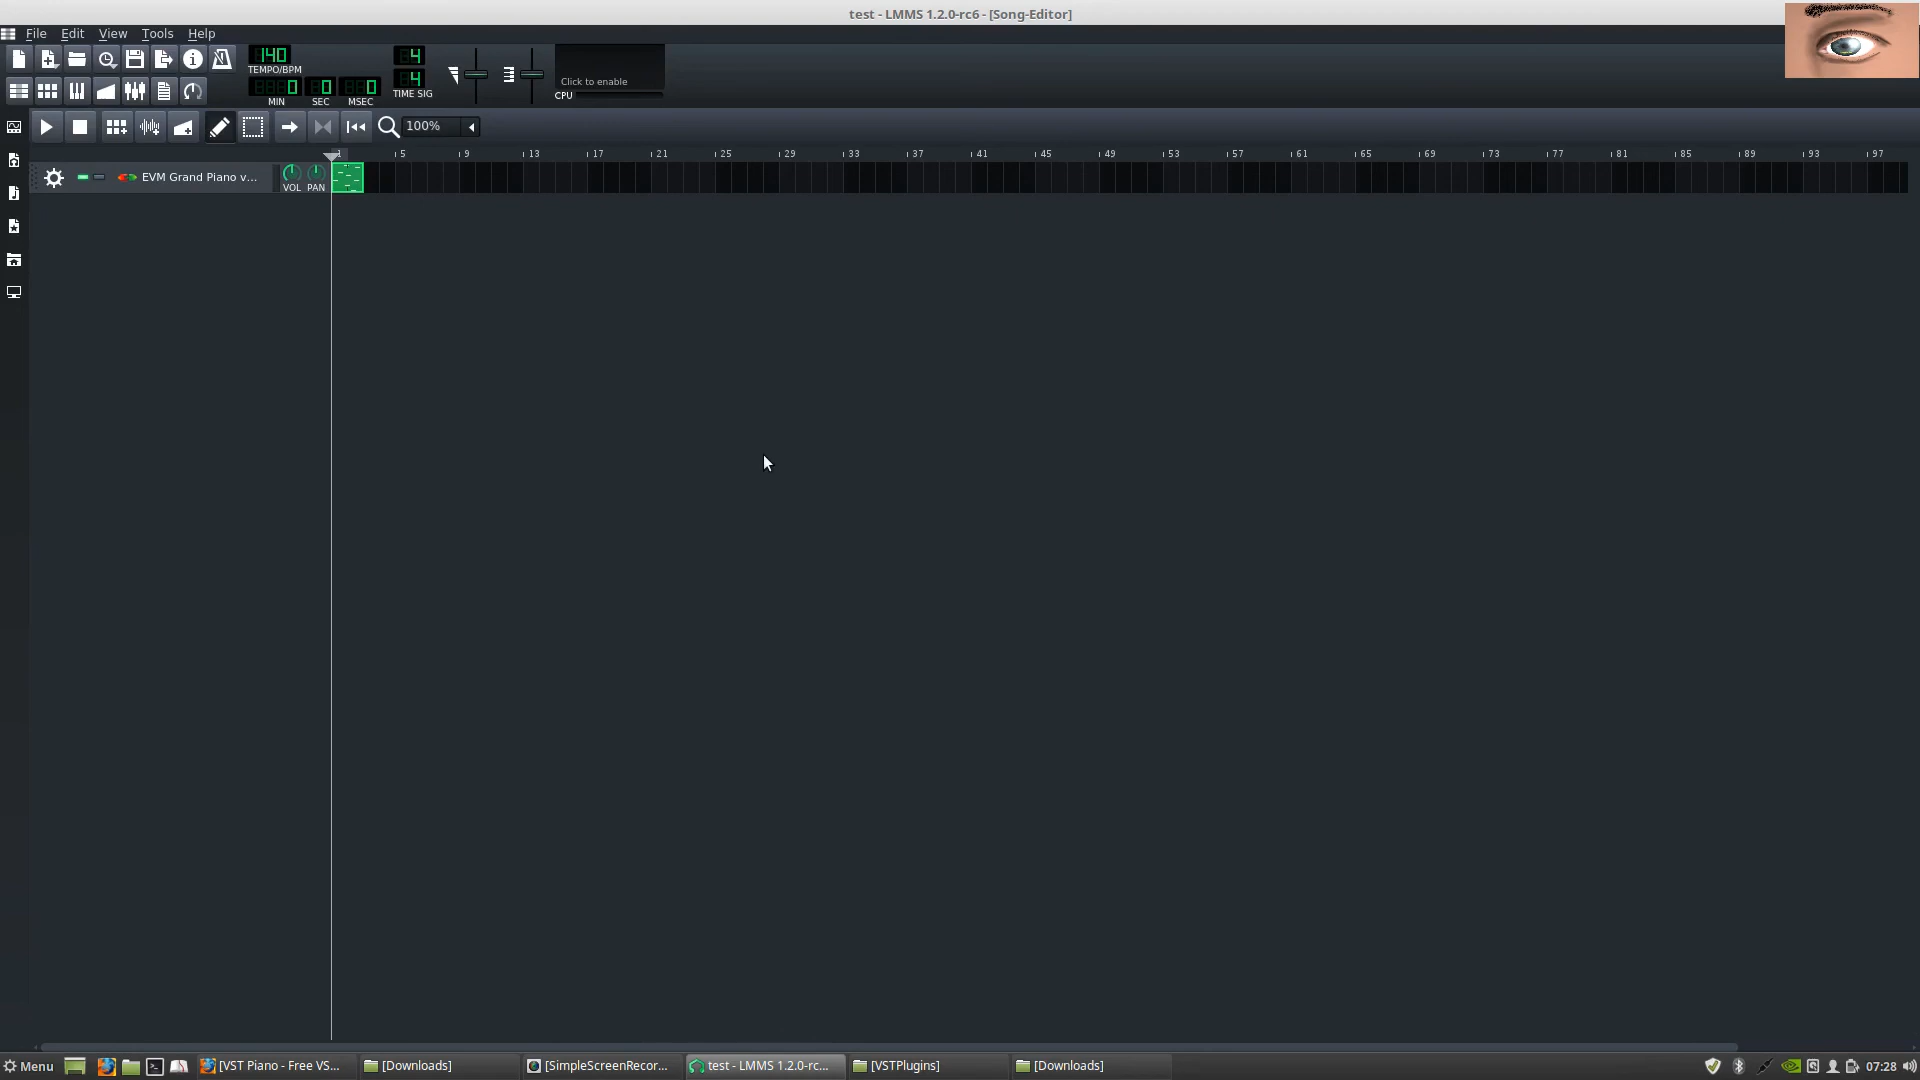 test - LMMS 1.2.0-rc6 - [Song-Editor]
File Edit View Tools Help
140
TEMPO/BPM
4
4
TIME SIG
0 0 0
MIN SEC MSEC
Click to enable
CPU
100%
1 5 9 13 17 21 25 29 33 37 41 45 49 53 57 61 65 69 73 77 81 85 89 93 97
EVM Grand Piano v...
VOL PAN
Menu
[VST Piano - Free VS...
[Downloads]
[SimpleScreenRecor...
test - LMMS 1.2.0-rc...
[VSTPlugins]
[Downloads]
07:28